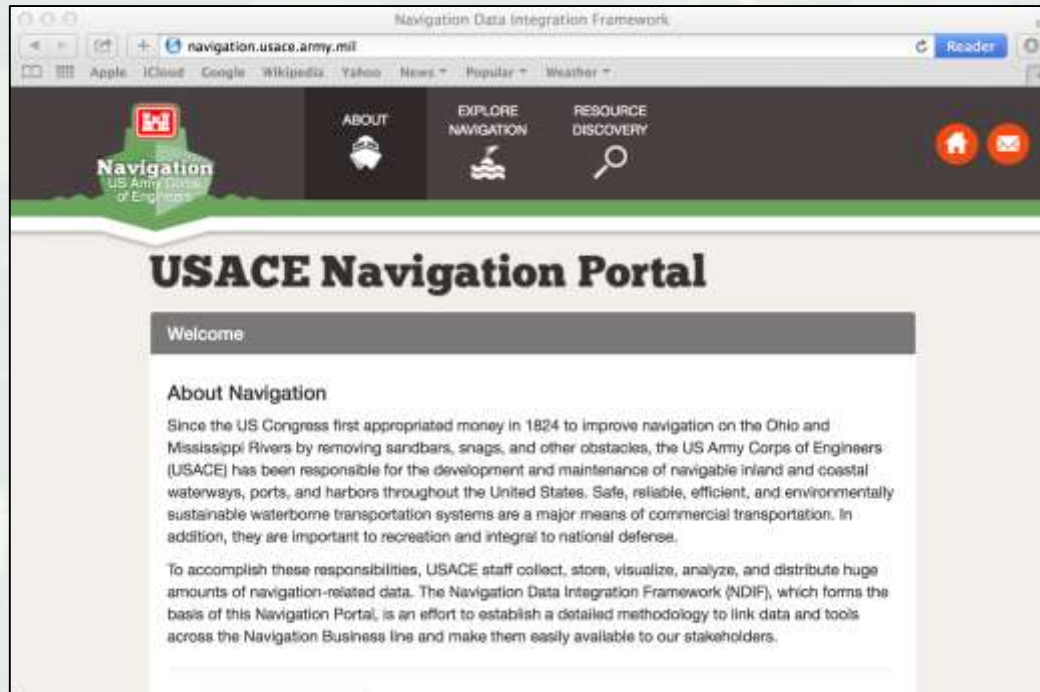 Navigation Data Integration Framework
navigation.usace.army.mil
Reader
Apple iCloud Google Wikipedia Yahoo News Popular Weather
Navigation
US Army Corps
of Engineers
ABOUT
EXPLORE
NAVIGATION
RESOURCE
DISCOVERY
USACE Navigation Portal
Welcome
About Navigation
Since the US Congress first appropriated money in 1824 to improve navigation on the Ohio and
Mississippi Rivers by removing sandbars, snags, and other obstacles, the US Army Corps of Engineers
(USACE) has been responsible for the development and maintenance of navigable inland and coastal
waterways, ports, and harbors throughout the United States. Safe, reliable, efficient, and environmentally
sustainable waterborne transportation systems are a major means of commercial transportation. In
addition, they are important to recreation and integral to national defense.
To accomplish these responsibilities, USACE staff collect, store, visualize, analyze, and distribute huge
amounts of navigation-related data. The Navigation Data Integration Framework (NDIF), which forms the
basis of this Navigation Portal, is an effort to establish a detailed methodology to link data and tools
across the Navigation Business line and make them easily available to our stakeholders.